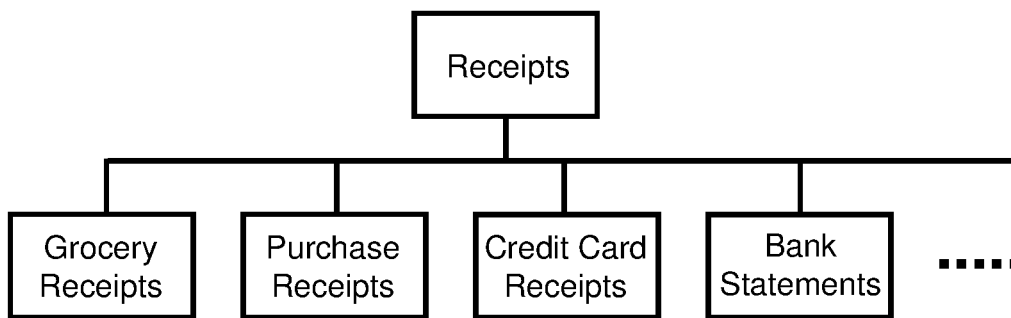 Receipts
Grocery
Receipts
Purchase
Receipts
Credit Card
Receipts
Bank
Statements